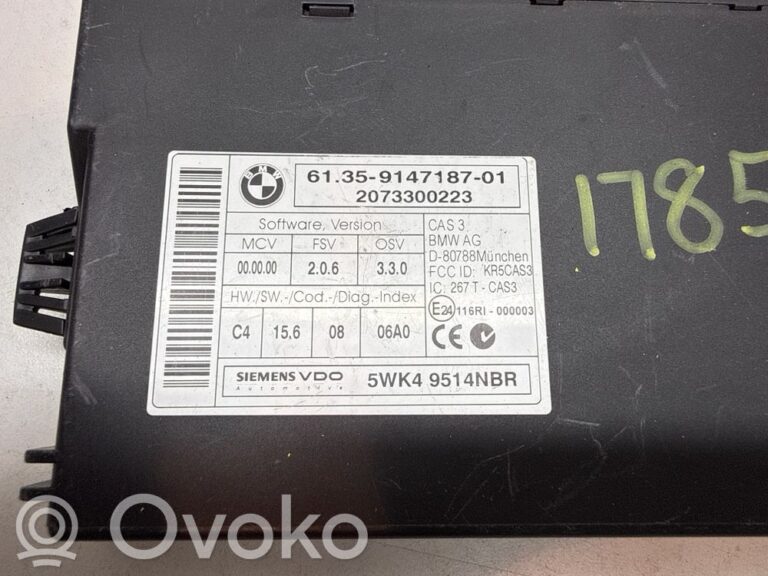 BMW
61.35-9147187-01
2073300223
Software, Version
MCV FSV OSV
00.00.00 2.0.6 3.3.0
HW./SW.-/Cod.-/Diag.-Index
C4 15.6 08 06A0
CAS 3
BMW AG
D-80788München
FCC ID: KR5CAS3
IC: 267 T - CAS3
E24 116RI - 000003
CE
SIEMENS VDO
Automotive
5WK4 9514NBR
1785
Ovoko